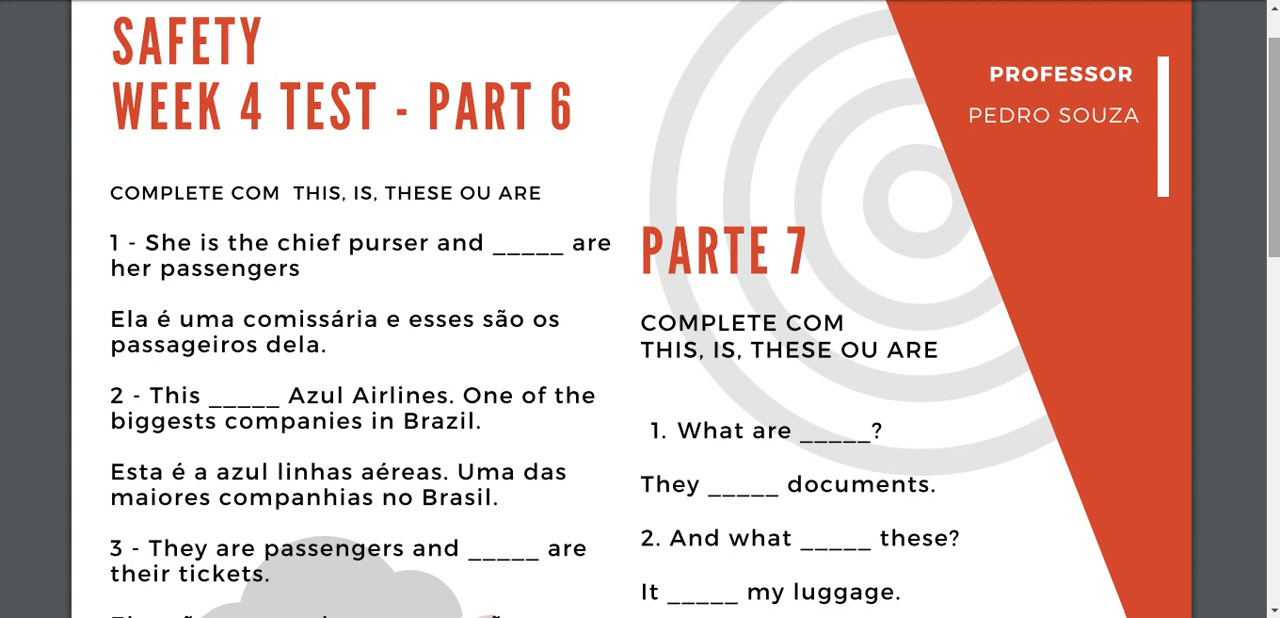 SAFETY
WEEK 4 TEST - PART 6
COMPLETE COM THIS, IS, THESE OU ARE
1 - She is the chief purser and _____ are
her passengers
Ela é uma comissária e esses são os
passageiros dela.
2 - This _____ Azul Airlines. One of the
biggests companies in Brazil.
Esta é a azul linhas aéreas. Uma das
maiores companhias no Brasil.
3 - They are passengers and _____ are
their tickets.
PROFESSOR
PEDRO SOUZA
PARTE 7
COMPLETE COM
THIS, IS, THESE OU ARE
1. What are _____?
They _____ documents.
2. And what _____ these?
It _____ my luggage.